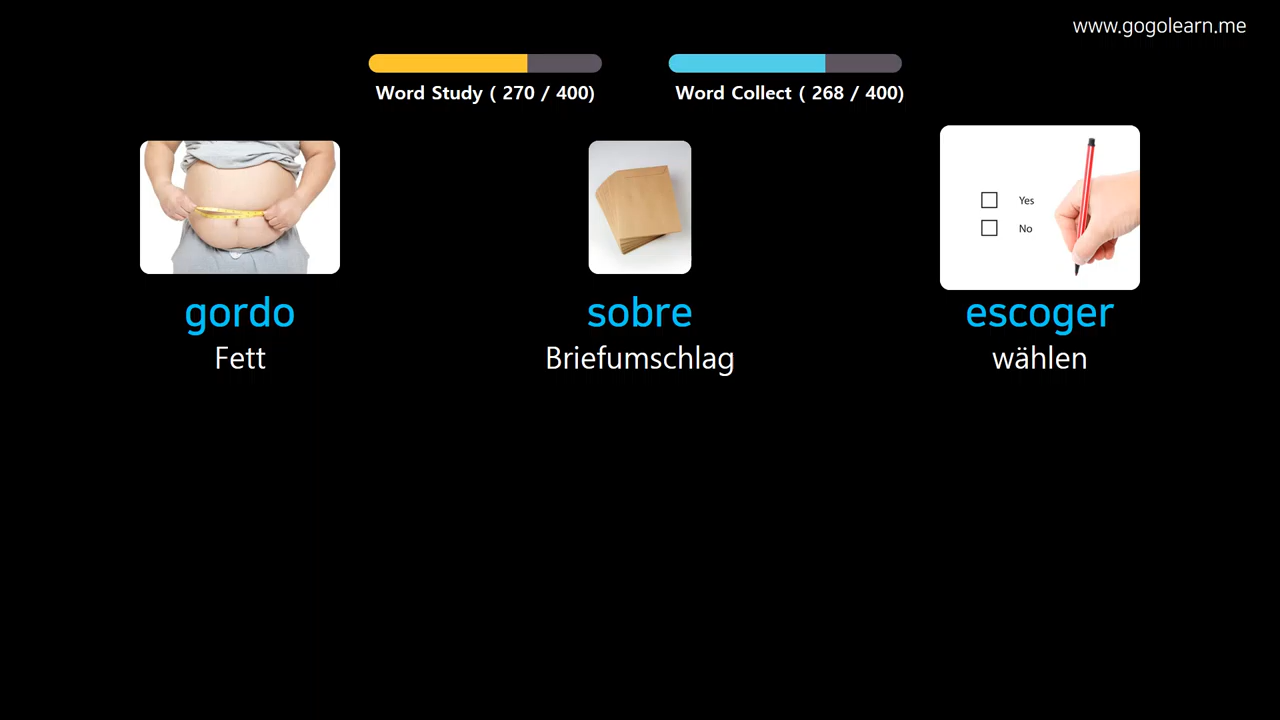 www.gogolearn.me
Word Study ( 270 / 400)
Word Collect ( 268 / 400)
Yes
No
gordo
sobre
escoger
Fett
Briefumschlag
wählen